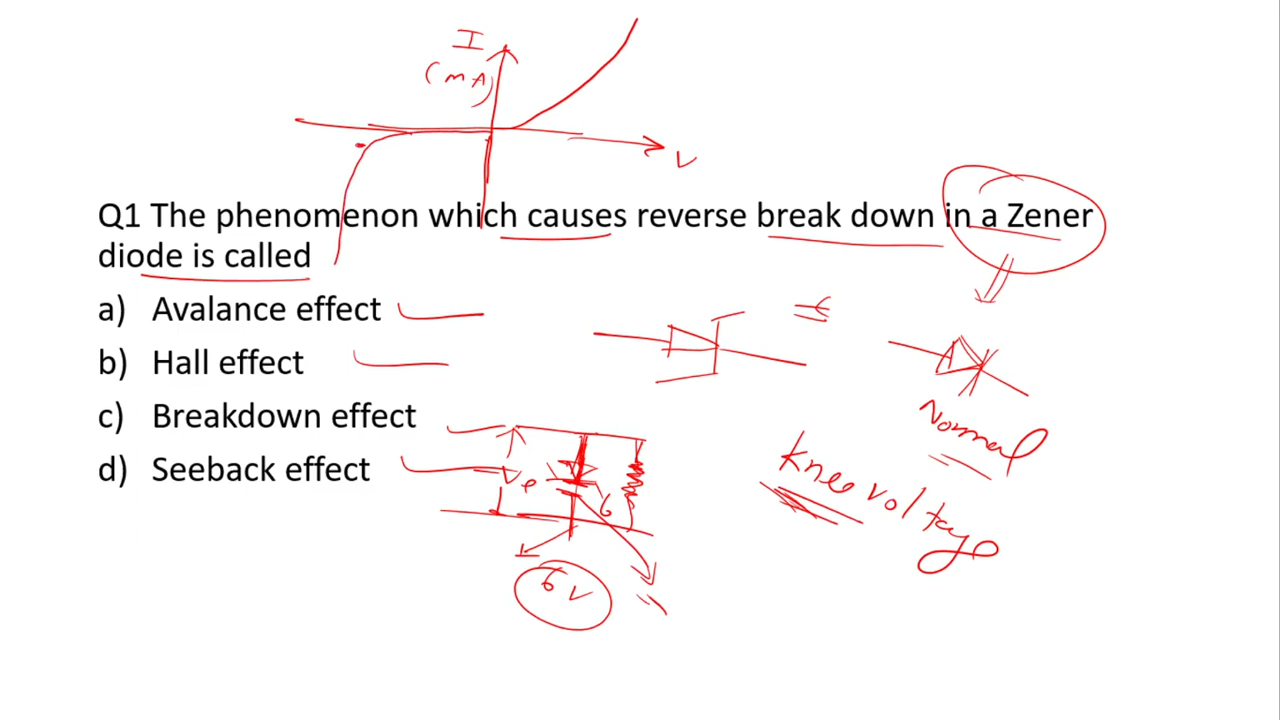 I
(mA)
V
Q1 The phenomenon which causes reverse break down in a Zener
diode is called
a) Avalance effect
b) Hall effect
c) Breakdown effect
d) Seeback effect
Normal
knee voltage
6
6V